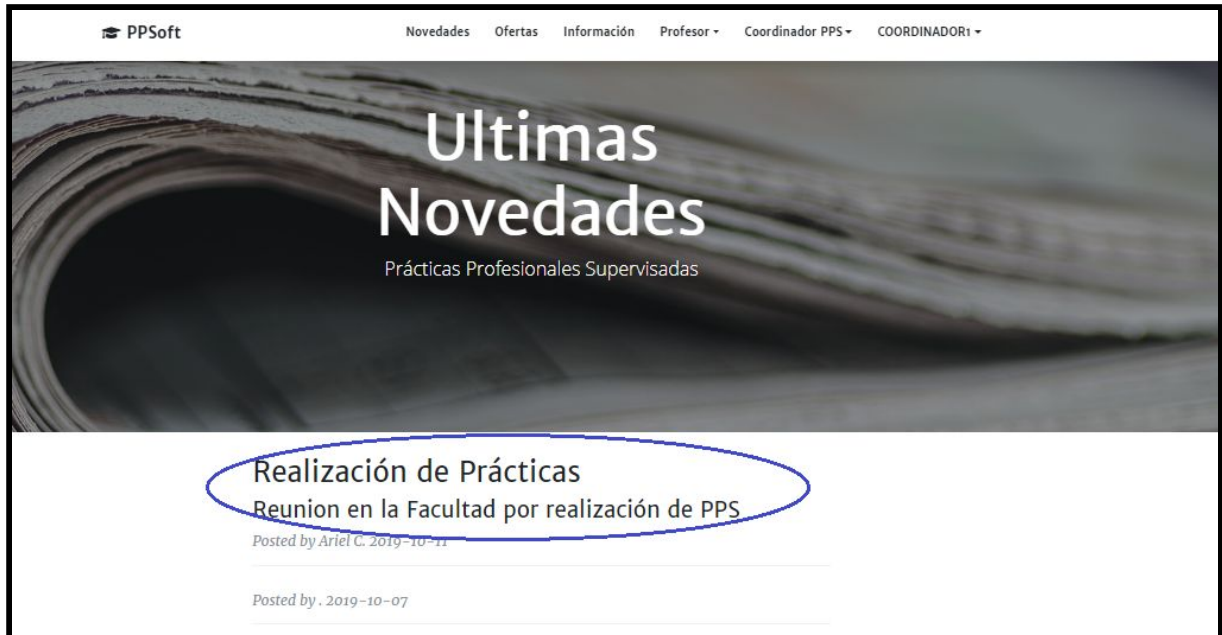 PPSoft
Novedades Ofertas Información Profesor Coordinador PPS COORDINADOR1
Ultimas
Novedades
Prácticas Profesionales Supervisadas
Realización de Prácticas
Reunion en la Facultad por realización de PPS
Posted by Ariel C. 2019-10-11
Posted by . 2019-10-07